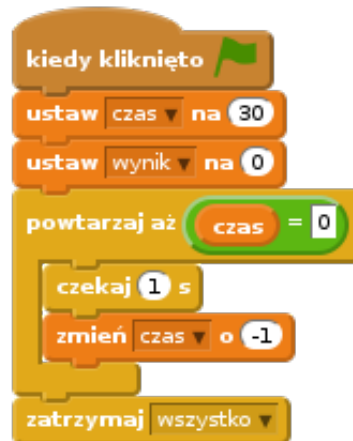 kiedy kliknięto
ustaw czas na 30
ustaw wynik na 0
powtarzaj aż czas = 0
czekaj 1 s
zmień czas o -1
zatrzymaj wszystko